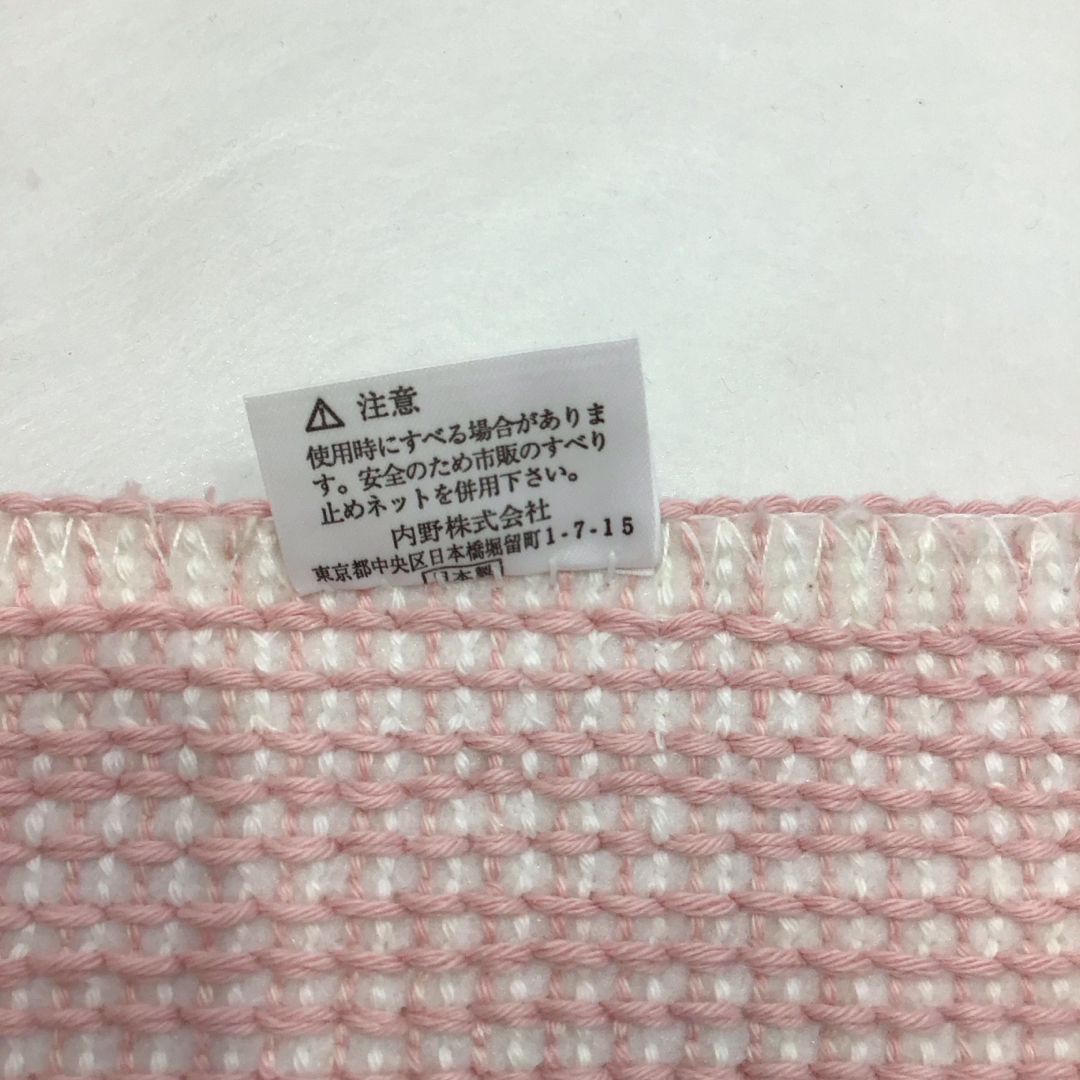 ⚠ 注意
使用時にすべる場合がありま
す。安全のため市販のすべり
止めネットを併用下さい。
内野株式会社
東京都中央区日本橋堀留町1-7-15
日本製